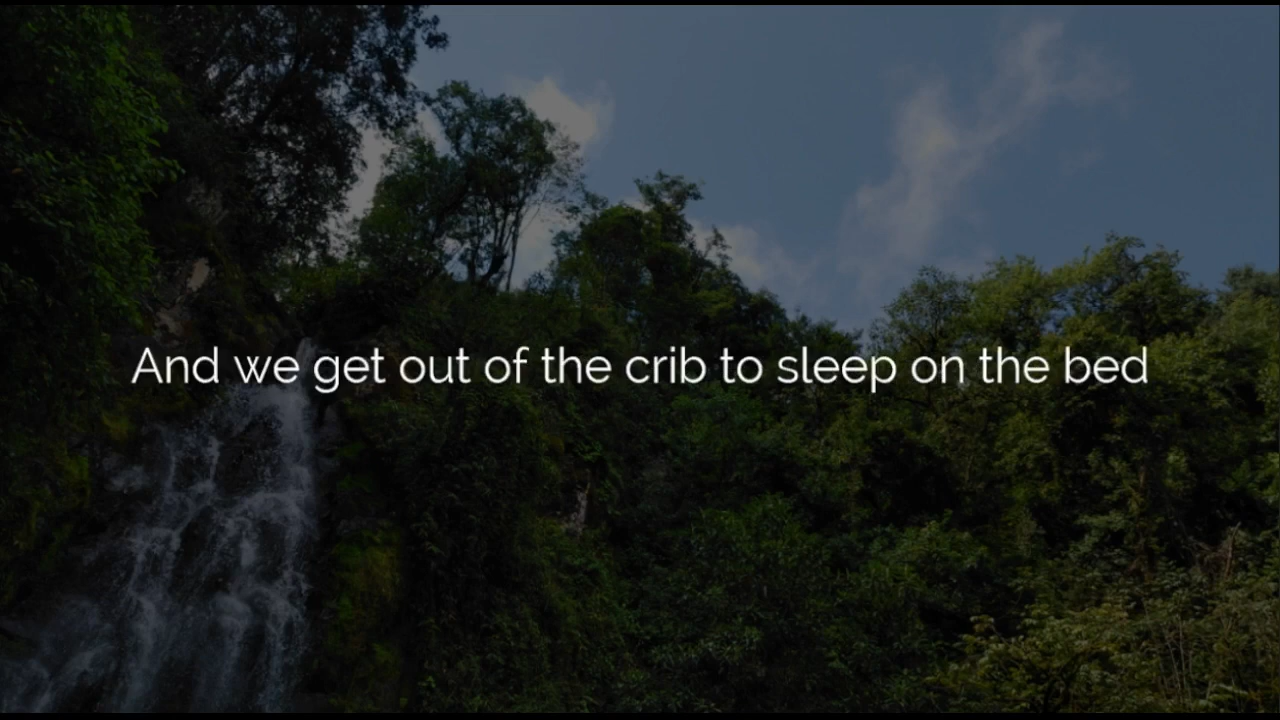 And we get out of the crib to sleep on the bed